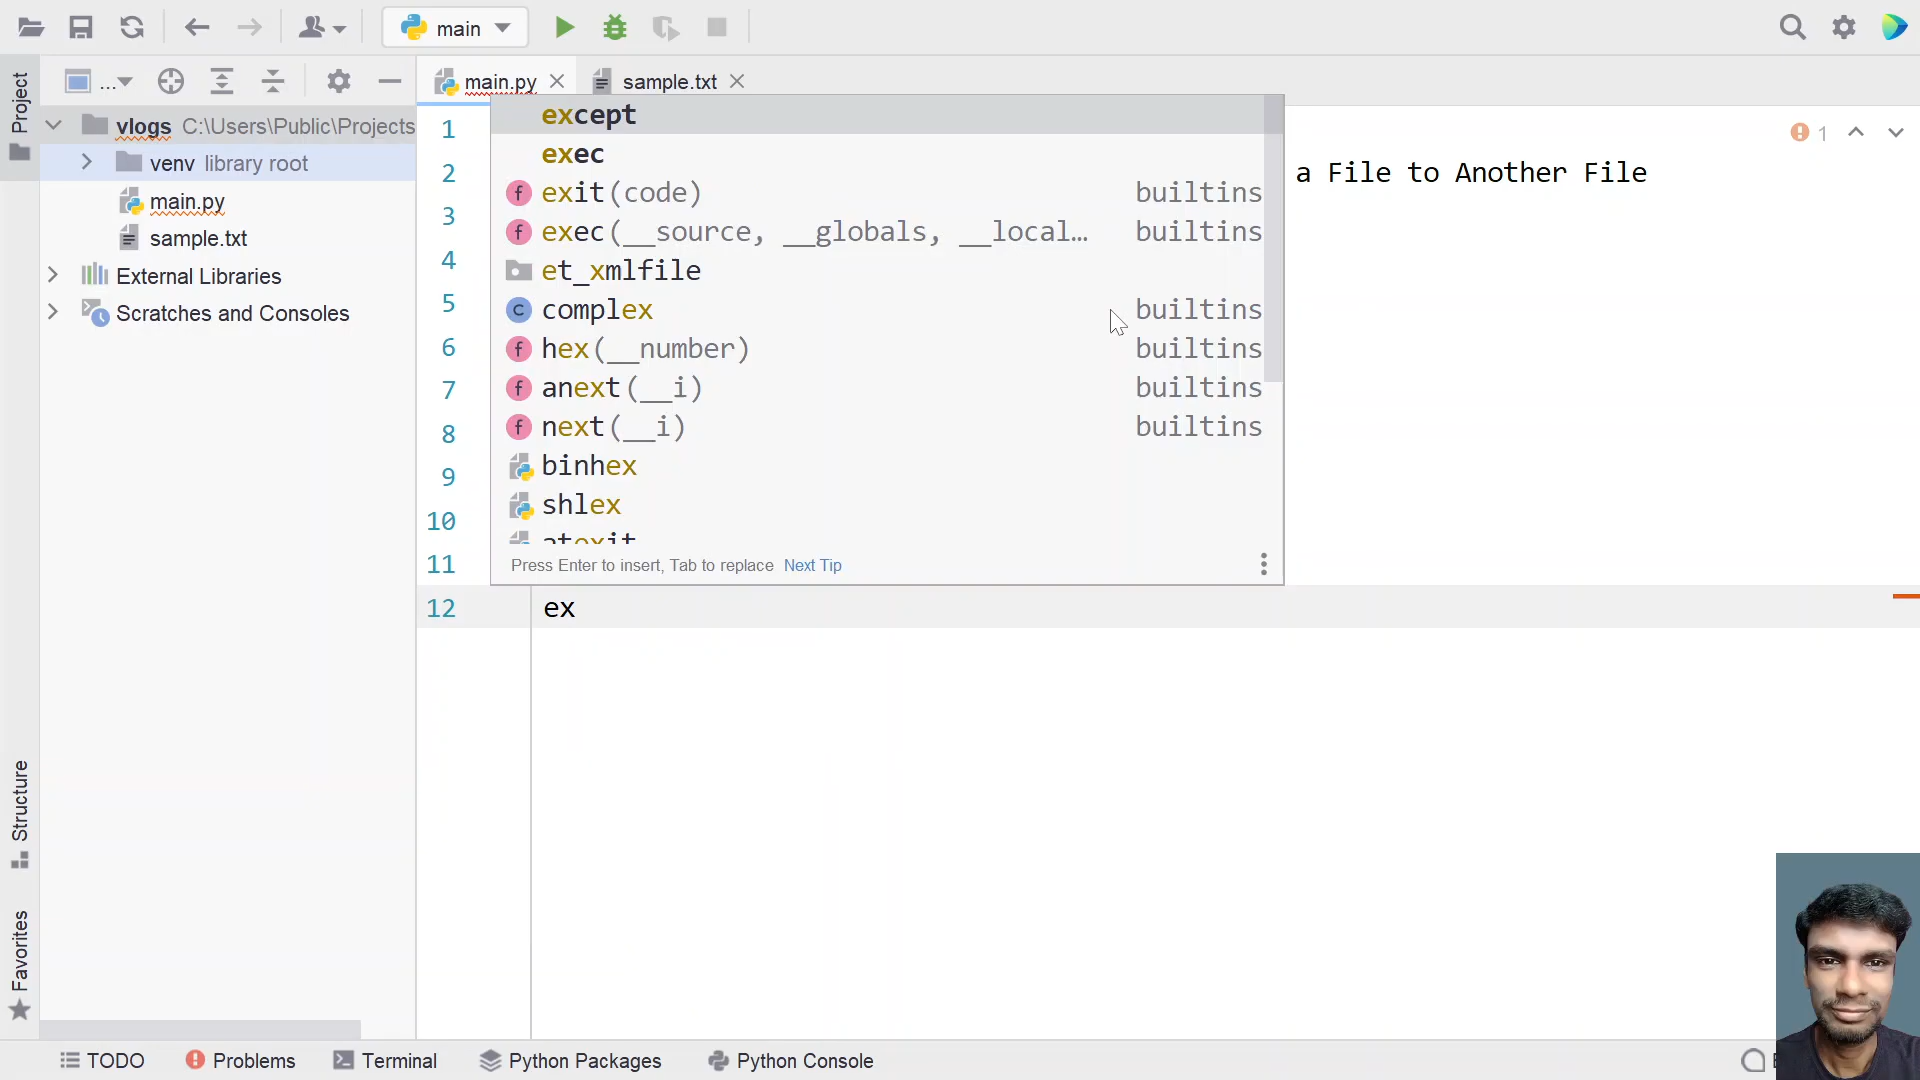 main
Project
...
main.py
sample.txt
vlogs C:\Users\Public\Projects
venv library root
main.py
sample.txt
External Libraries
Scratches and Consoles
1
2
3
4
5
6
7
8
9
10
11
12
except
exec
exit(code) builtins
exec(__source, __globals, __local… builtins
et_xmlfile
complex builtins
hex(__number) builtins
anext(__i) builtins
next(__i) builtins
binhex
shlex
atexit
Press Enter to insert, Tab to replace Next Tip
1
a File to Another File
ex
Structure
Favorites
TODO
Problems
Terminal
Python Packages
Python Console